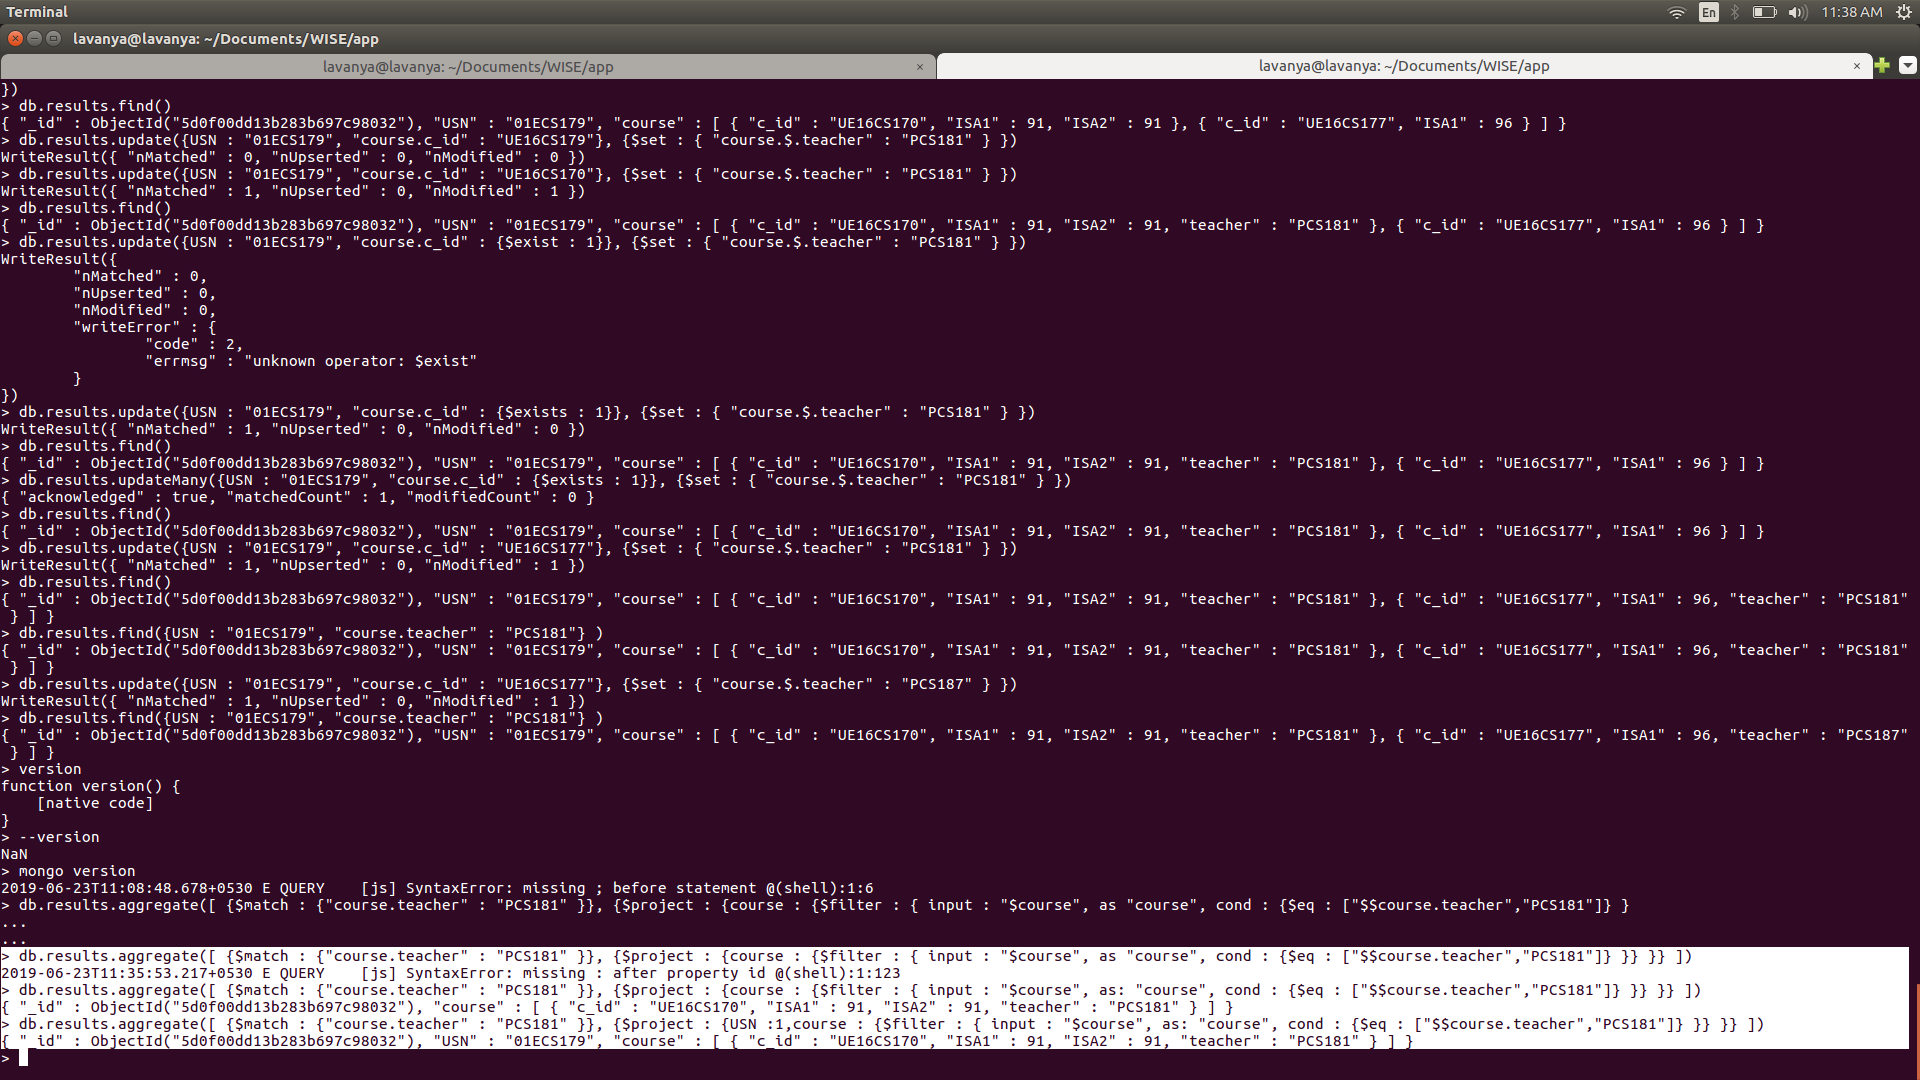 Terminal
En
11:38 AM
lavanya@lavanya: ~/Documents/WISE/app
lavanya@lavanya: ~/Documents/WISE/app × lavanya@lavanya: ~/Documents/WISE/app ×
})
> db.results.find()
{ "_id" : ObjectId("5d0f00dd13b283b697c98032"), "USN" : "01ECS179", "course" : [ { "c_id" : "UE16CS170", "ISA1" : 91, "ISA2" : 91 }, { "c_id" : "UE16CS177", "ISA1" : 96 } ] }
> db.results.update({USN : "01ECS179", "course.c_id" : "UE16CS179"}, {$set : { "course.$.teacher" : "PCS181" } })
WriteResult({ "nMatched" : 0, "nUpserted" : 0, "nModified" : 0 })
> db.results.update({USN : "01ECS179", "course.c_id" : "UE16CS170"}, {$set : { "course.$.teacher" : "PCS181" } })
WriteResult({ "nMatched" : 1, "nUpserted" : 0, "nModified" : 1 })
> db.results.find()
{ "_id" : ObjectId("5d0f00dd13b283b697c98032"), "USN" : "01ECS179", "course" : [ { "c_id" : "UE16CS170", "ISA1" : 91, "ISA2" : 91, "teacher" : "PCS181" }, { "c_id" : "UE16CS177", "ISA1" : 96 } ] }
> db.results.update({USN : "01ECS179", "course.c_id" : {$exist : 1}}, {$set : { "course.$.teacher" : "PCS181" } })
WriteResult({
"nMatched" : 0,
"nUpserted" : 0,
"nModified" : 0,
"writeError" : {
"code" : 2,
"errmsg" : "unknown operator: $exist"
}
})
> db.results.update({USN : "01ECS179", "course.c_id" : {$exists : 1}}, {$set : { "course.$.teacher" : "PCS181" } })
WriteResult({ "nMatched" : 1, "nUpserted" : 0, "nModified" : 0 })
> db.results.find()
{ "_id" : ObjectId("5d0f00dd13b283b697c98032"), "USN" : "01ECS179", "course" : [ { "c_id" : "UE16CS170", "ISA1" : 91, "ISA2" : 91, "teacher" : "PCS181" }, { "c_id" : "UE16CS177", "ISA1" : 96 } ] }
> db.results.updateMany({USN : "01ECS179", "course.c_id" : {$exists : 1}}, {$set : { "course.$.teacher" : "PCS181" } })
{ "acknowledged" : true, "matchedCount" : 1, "modifiedCount" : 0 }
> db.results.find()
{ "_id" : ObjectId("5d0f00dd13b283b697c98032"), "USN" : "01ECS179", "course" : [ { "c_id" : "UE16CS170", "ISA1" : 91, "ISA2" : 91, "teacher" : "PCS181" }, { "c_id" : "UE16CS177", "ISA1" : 96 } ] }
> db.results.update({USN : "01ECS179", "course.c_id" : "UE16CS177"}, {$set : { "course.$.teacher" : "PCS181" } })
WriteResult({ "nMatched" : 1, "nUpserted" : 0, "nModified" : 1 })
> db.results.find()
{ "_id" : ObjectId("5d0f00dd13b283b697c98032"), "USN" : "01ECS179", "course" : [ { "c_id" : "UE16CS170", "ISA1" : 91, "ISA2" : 91, "teacher" : "PCS181" }, { "c_id" : "UE16CS177", "ISA1" : 96, "teacher" : "PCS181"
} ] }
> db.results.find({USN : "01ECS179", "course.teacher" : "PCS181"} )
{ "_id" : ObjectId("5d0f00dd13b283b697c98032"), "USN" : "01ECS179", "course" : [ { "c_id" : "UE16CS170", "ISA1" : 91, "ISA2" : 91, "teacher" : "PCS181" }, { "c_id" : "UE16CS177", "ISA1" : 96, "teacher" : "PCS181"
} ] }
> db.results.update({USN : "01ECS179", "course.c_id" : "UE16CS177"}, {$set : { "course.$.teacher" : "PCS187" } })
WriteResult({ "nMatched" : 1, "nUpserted" : 0, "nModified" : 1 })
> db.results.find({USN : "01ECS179", "course.teacher" : "PCS181"} )
{ "_id" : ObjectId("5d0f00dd13b283b697c98032"), "USN" : "01ECS179", "course" : [ { "c_id" : "UE16CS170", "ISA1" : 91, "ISA2" : 91, "teacher" : "PCS181" }, { "c_id" : "UE16CS177", "ISA1" : 96, "teacher" : "PCS187"
} ] }
> version
function version() {
[native code]
}
> --version
NaN
> mongo version
2019-06-23T11:08:48.678+0530 E QUERY [js] SyntaxError: missing ; before statement @(shell):1:6
> db.results.aggregate([ {$match : {"course.teacher" : "PCS181" }}, {$project : {course : {$filter : { input : "$course", as "course", cond : {$eq : ["$$course.teacher","PCS181"]} }
...
...
> db.results.aggregate([ {$match : {"course.teacher" : "PCS181" }}, {$project : {course : {$filter : { input : "$course", as "course", cond : {$eq : ["$$course.teacher","PCS181"]} }} }} ])
2019-06-23T11:35:53.217+0530 E QUERY [js] SyntaxError: missing : after property id @(shell):1:123
> db.results.aggregate([ {$match : {"course.teacher" : "PCS181" }}, {$project : {course : {$filter : { input : "$course", as: "course", cond : {$eq : ["$$course.teacher","PCS181"]} }} }} ])
{ "_id" : ObjectId("5d0f00dd13b283b697c98032"), "course" : [ { "c_id" : "UE16CS170", "ISA1" : 91, "ISA2" : 91, "teacher" : "PCS181" } ] }
> db.results.aggregate([ {$match : {"course.teacher" : "PCS181" }}, {$project : {USN :1,course : {$filter : { input : "$course", as: "course", cond : {$eq : ["$$course.teacher","PCS181"]} }} }} ])
{ "_id" : ObjectId("5d0f00dd13b283b697c98032"), "USN" : "01ECS179", "course" : [ { "c_id" : "UE16CS170", "ISA1" : 91, "ISA2" : 91, "teacher" : "PCS181" } ] }
>